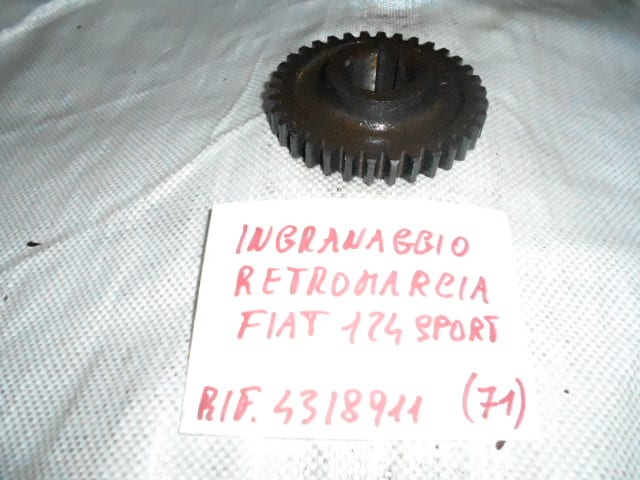 INGRANAGGIO
RETROMARCIA
FIAT 124 SPORT
RIF. 4318911 (71)